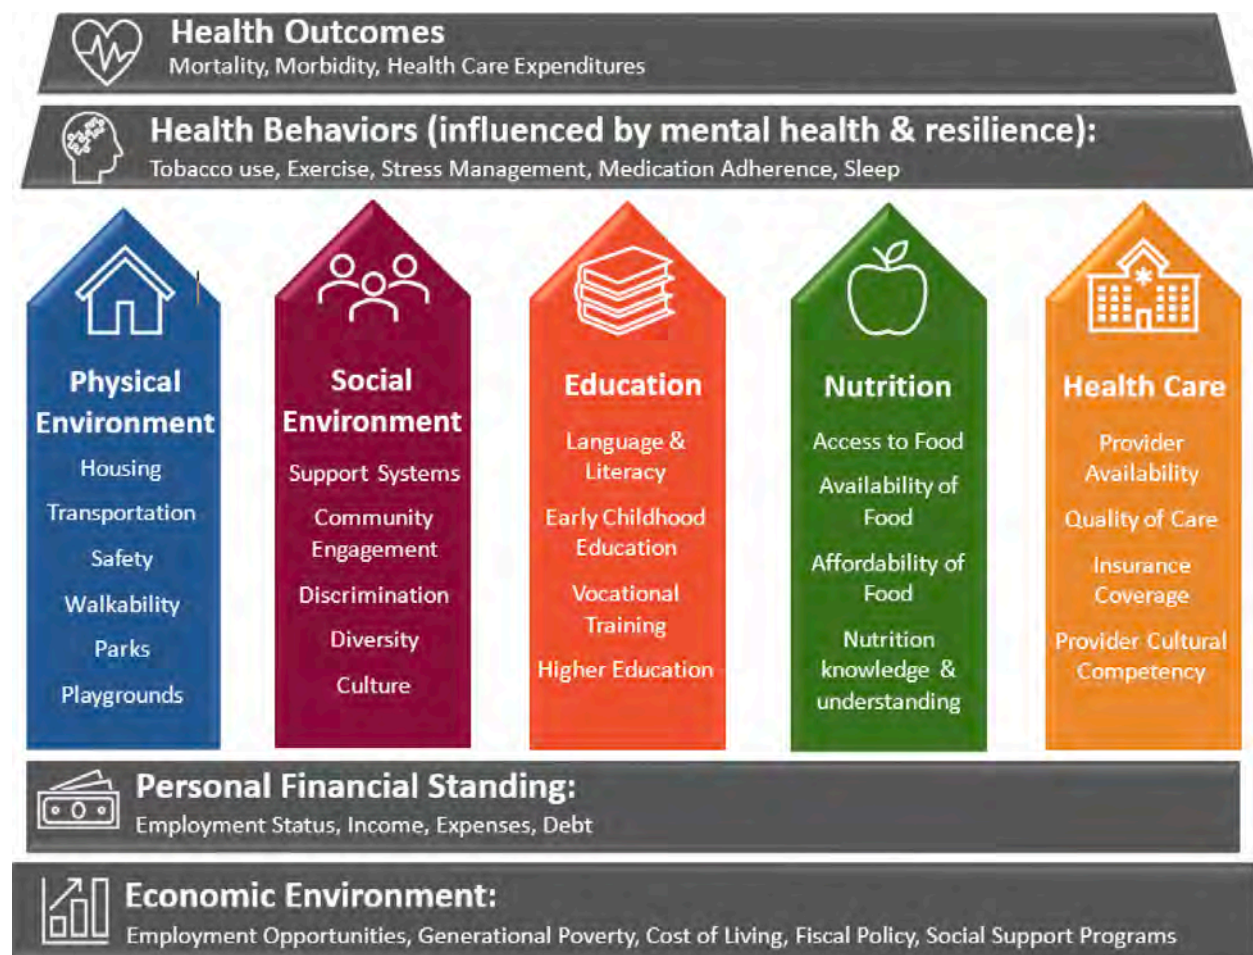 Health Outcomes
Mortality, Morbidity, Health Care Expenditures
Health Behaviors (influenced by mental health & resilience):
Tobacco use, Exercise, Stress Management, Medication Adherence, Sleep
Physical
Environment
Housing
Transportation
Safety
Walkability
Parks
Playgrounds
Social
Environment
Support Systems
Community
Engagement
Discrimination
Diversity
Culture
Education
Language &
Literacy
Early Childhood
Education
Vocational
Training
Higher Education
Nutrition
Access to Food
Availability of
Food
Affordability of
Food
Nutrition
knowledge &
understanding
Health Care
Provider
Availability
Quality of Care
Insurance
Coverage
Provider Cultural
Competency
Personal Financial Standing:
Employment Status, Income, Expenses, Debt
Economic Environment:
Employment Opportunities, Generational Poverty, Cost of Living, Fiscal Policy, Social Support Programs